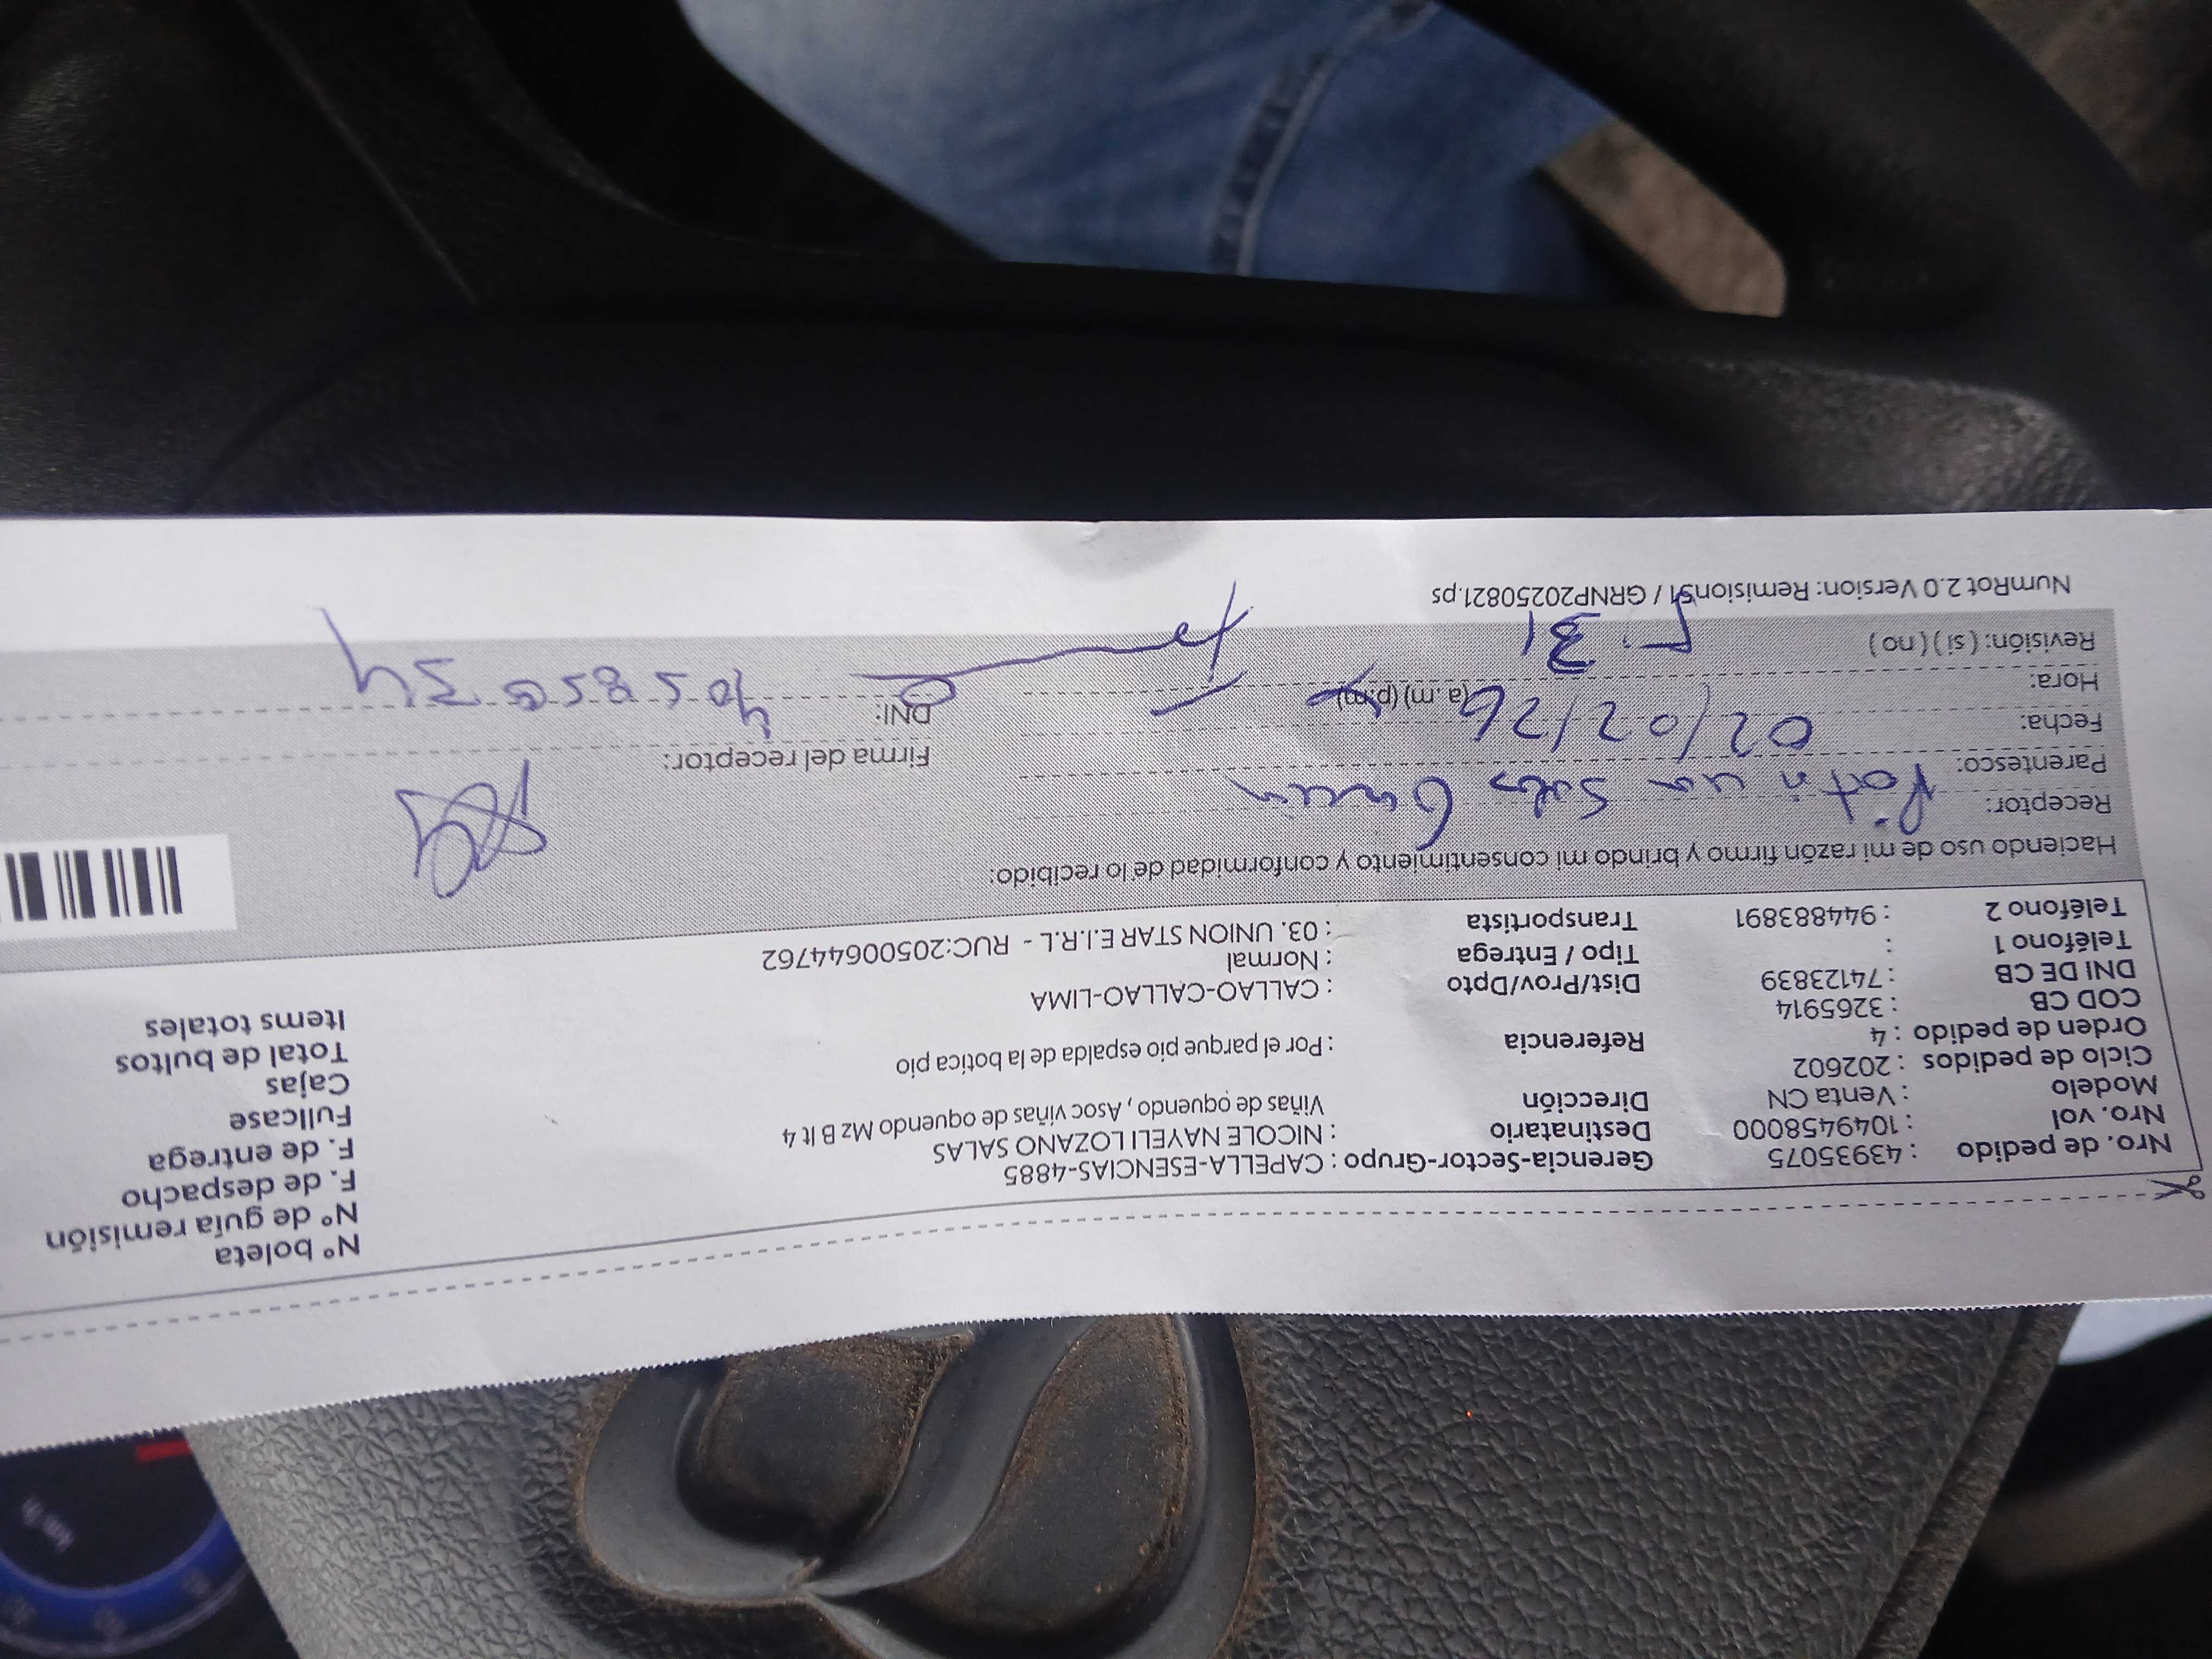 Nº boleta
Nº de guía remisión
F. de despacho
F. de entrega
Fullcase
Cajas
Total de bultos
Items totales
Nro. de pedido : 43935075
Nro. vol : 1049458000
Modelo : Venta CN
Ciclo de pedidos : 202602
Orden de pedido : 4
COD CB : 3265914
DNI DE CB : 74123839
Teléfono 1 :
Teléfono 2 : 944883891
Gerencia-Sector-Grupo : CAPELLA-ESENCIAS-4885
Destinatario : NICOLE NAYELI LOZANO SALAS
Dirección Viñas de oquendo , Asoc viñas de oquendo Mz B lt 4
Referencia : Por el parque pio espalda de la botica pio
Dist/Prov/Dpto : CALLAO-CALLAO-LIMA
Tipo / Entrega : Normal
Transportista : 03. UNION STAR E.I.R.L - RUC:20500644762
Haciendo uso de mi razón firmo y brindo mi consentimiento y conformidad de lo recibido:
Receptor:
Parentesco:
Fecha: 02/02/26
Hora: (a. m) (p.m)
Revisión: ( si ) ( no )
Firma del receptor:
DNI:
NumRot 2.0 Version: Remision51 / GRNP20250821.ps
km/h